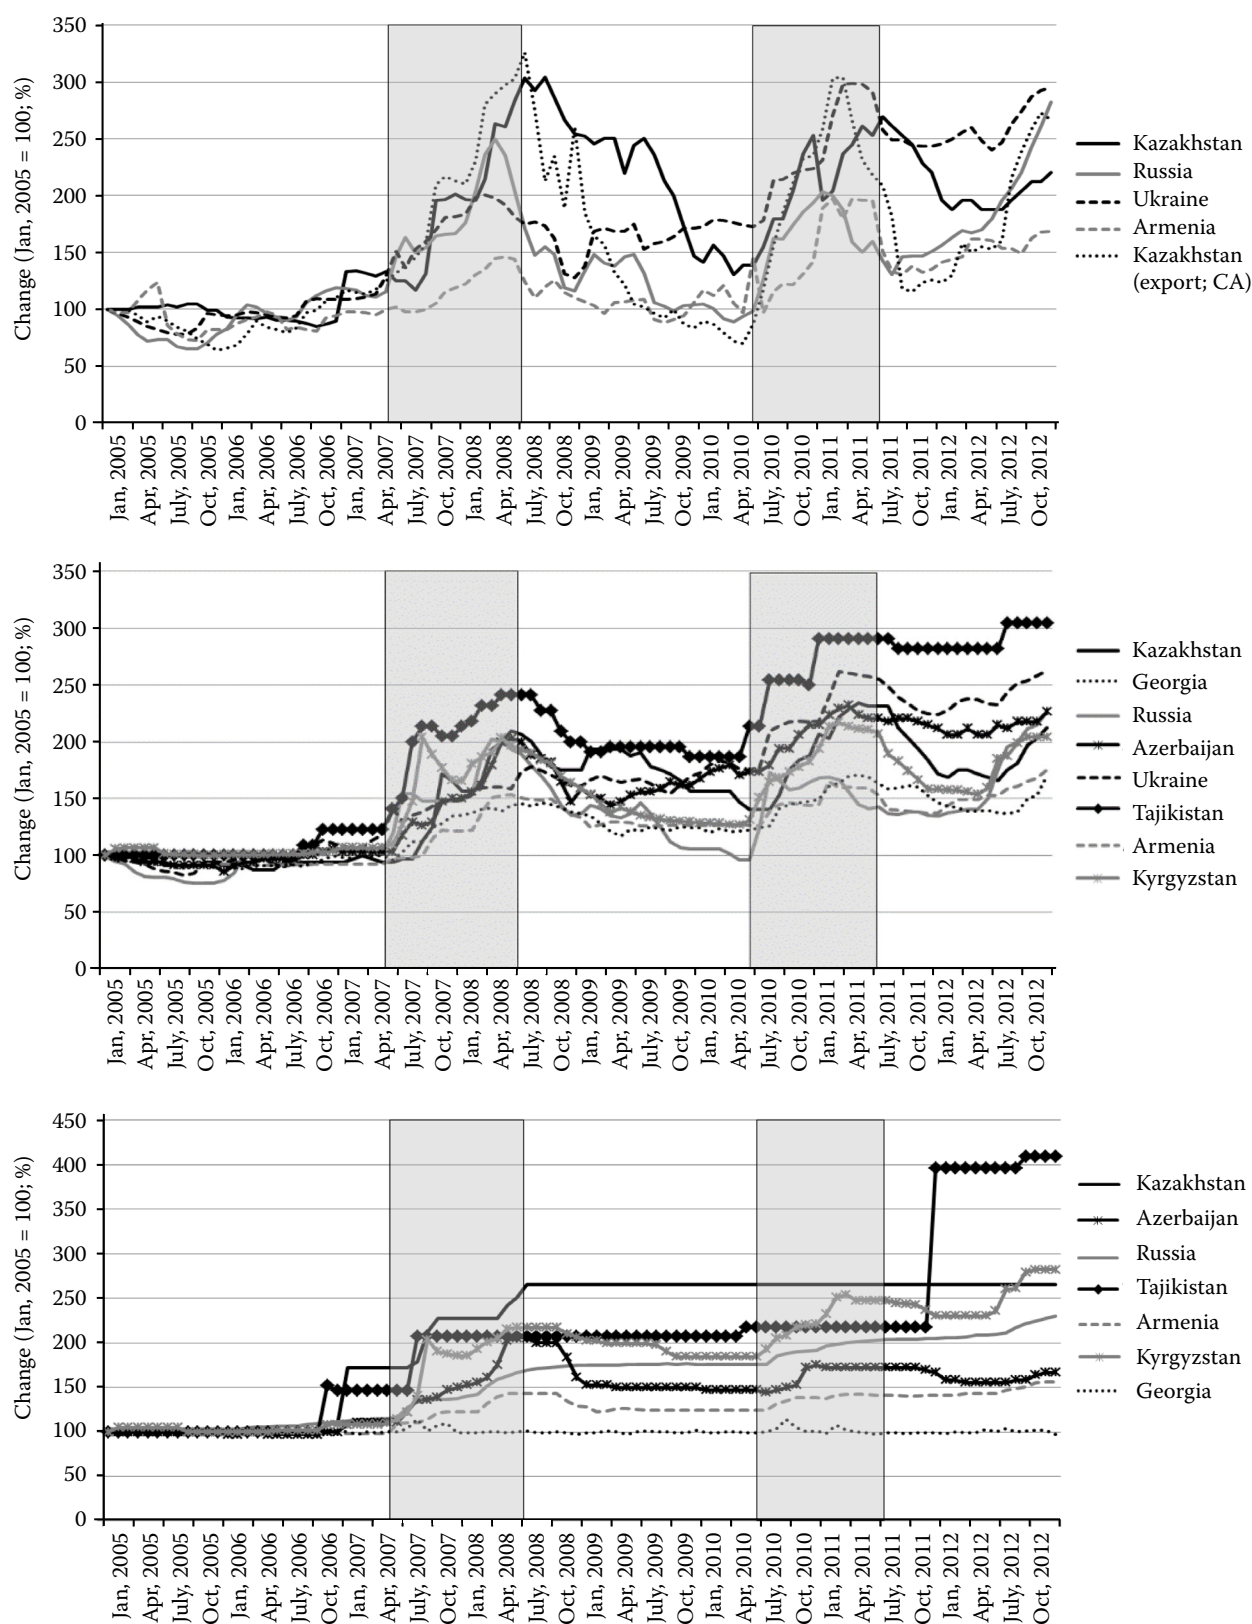 Change (Jan, 2005 = 100; %)
350
300
250
200
150
100
50
0
Jan, 2005
Apr, 2005
July, 2005
Oct, 2005
Jan, 2006
Apr, 2006
July, 2006
Oct, 2006
Jan, 2007
Apr, 2007
July, 2007
Oct, 2007
Jan, 2008
Apr, 2008
July, 2008
Oct, 2008
Jan, 2009
Apr, 2009
July, 2009
Oct, 2009
Jan, 2010
Apr, 2010
July, 2010
Oct, 2010
Jan, 2011
Apr, 2011
July, 2011
Oct, 2011
Jan, 2012
Apr, 2012
July, 2012
Oct, 2012
Kazakhstan
Russia
Ukraine
Armenia
Kazakhstan
(export; CA)
Change (Jan, 2005 = 100; %)
350
300
250
200
150
100
50
0
Jan, 2005
Apr, 2005
July, 2005
Oct, 2005
Jan, 2006
Apr, 2006
July, 2006
Oct, 2006
Jan, 2007
Apr, 2007
July, 2007
Oct, 2007
Jan, 2008
Apr, 2008
July, 2008
Oct, 2008
Jan, 2009
Apr, 2009
July, 2009
Oct, 2009
Jan, 2010
Apr, 2010
July, 2010
Oct, 2010
Jan, 2011
Apr, 2011
July, 2011
Oct, 2011
Jan, 2012
Apr, 2012
July, 2012
Oct, 2012
Kazakhstan
Georgia
Russia
Azerbaijan
Ukraine
Tajikistan
Armenia
Kyrgyzstan
Change (Jan, 2005 = 100; %)
450
400
350
300
250
200
150
100
50
0
Jan, 2005
Apr, 2005
July, 2005
Oct, 2005
Jan, 2006
Apr, 2006
July, 2006
Oct, 2006
Jan, 2007
Apr, 2007
July, 2007
Oct, 2007
Jan, 2008
Apr, 2008
July, 2008
Oct, 2008
Jan, 2009
Apr, 2009
July, 2009
Oct, 2009
Jan, 2010
Apr, 2010
July, 2010
Oct, 2010
Jan, 2011
Apr, 2011
July, 2011
Oct, 2011
Jan, 2012
Apr, 2012
July, 2012
Oct, 2012
Kazakhstan
Azerbaijan
Russia
Tajikistan
Armenia
Kyrgyzstan
Georgia